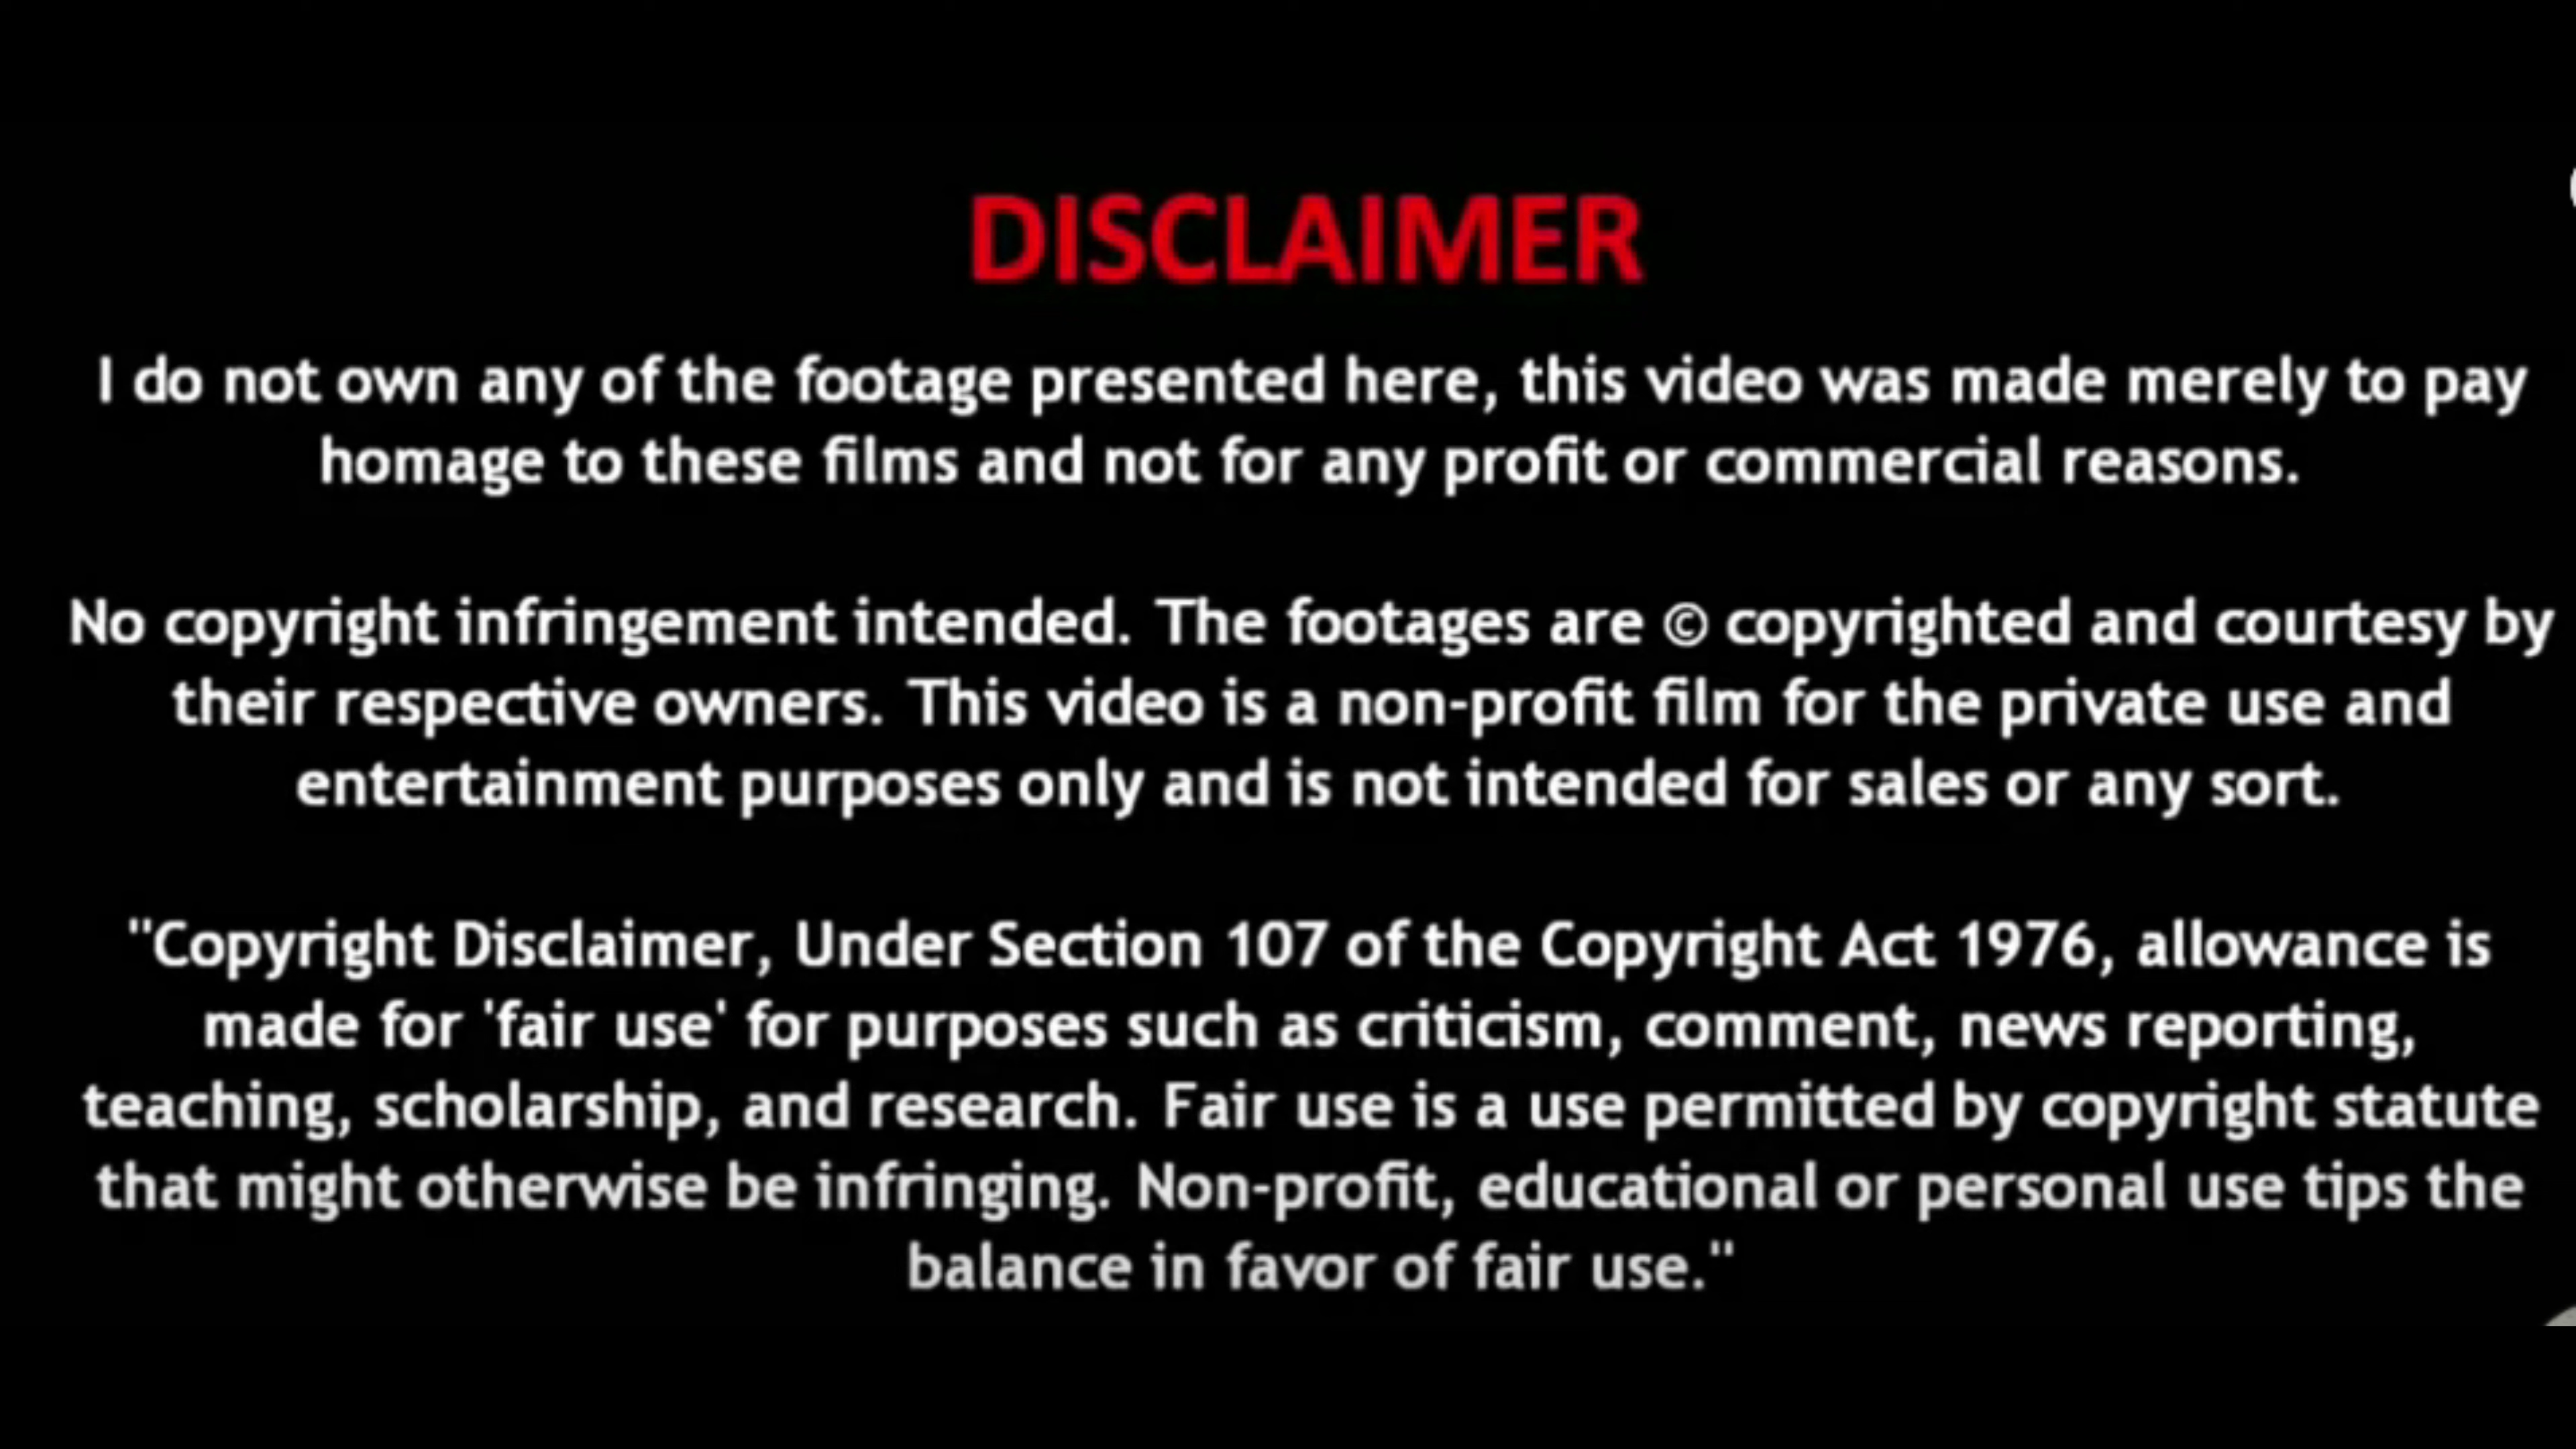 DISCLAIMER
I do not own any of the footage presented here, this video was made merely to pay
homage to these films and not for any profit or commercial reasons.
No copyright infringement intended. The footages are © copyrighted and courtesy by
their respective owners. This video is a non-profit film for the private use and
entertainment purposes only and is not intended for sales or any sort.
"Copyright Disclaimer, Under Section 107 of the Copyright Act 1976, allowance is
made for 'fair use' for purposes such as criticism, comment, news reporting,
teaching, scholarship, and research. Fair use is a use permitted by copyright statute
that might otherwise be infringing. Non-profit, educational or personal use tips the
balance in favor of fair use."